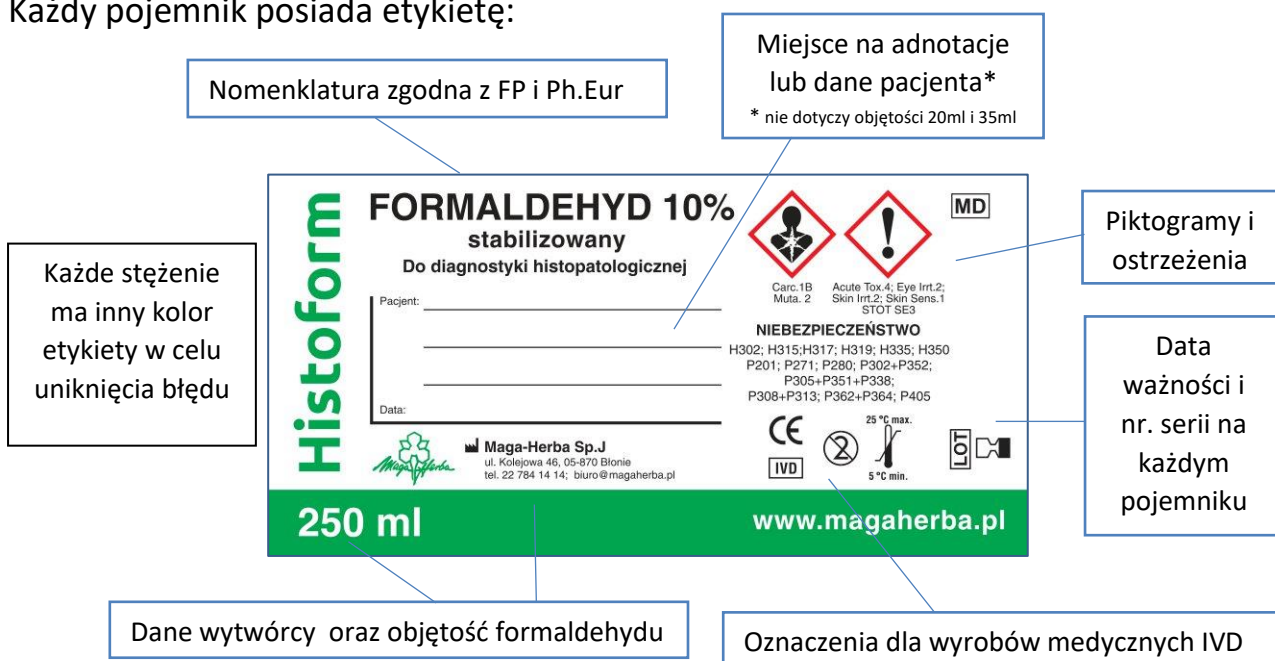 Każdy pojemnik posiada etykietę:
Nomenklatura zgodna z FP i Ph.Eur
Miejsce na adnotacje
lub dane pacjenta*
* nie dotyczy objętości 20ml i 35ml
Każde stężenie
ma inny kolor
etykiety w celu
uniknięcia błędu
Histoform
FORMALDEHYD 10%
stabilizowany
Do diagnostyki histopatologicznej
Pacjent:
Data:
Maga-Herba
Maga-Herba Sp.J
ul. Kolejowa 46, 05-870 Błonie
tel. 22 784 14 14; biuro@magaherba.pl
MD
Carc.1B
Muta. 2
Acute Tox.4; Eye Irrt.2;
Skin Irrt.2; Skin Sens.1
STOT SE3
NIEBEZPIECZEŃSTWO
H302; H315;H317; H319; H335; H350
P201; P271; P280; P302+P352;
P305+P351+P338;
P308+P313; P362+P364; P405
CE
IVD
2
25 °C max.
5 °C min.
LOT
250 ml
www.magaherba.pl
Piktogramy i
ostrzeżenia
Data
ważności i
nr. serii na
każdym
pojemniku
Dane wytwórcy oraz objętość formaldehydu
Oznaczenia dla wyrobów medycznych IVD